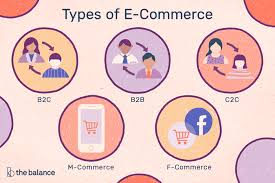 Types of E-Commerce
B2C
B2B
C2C
M-Commerce
F-Commerce
the balance